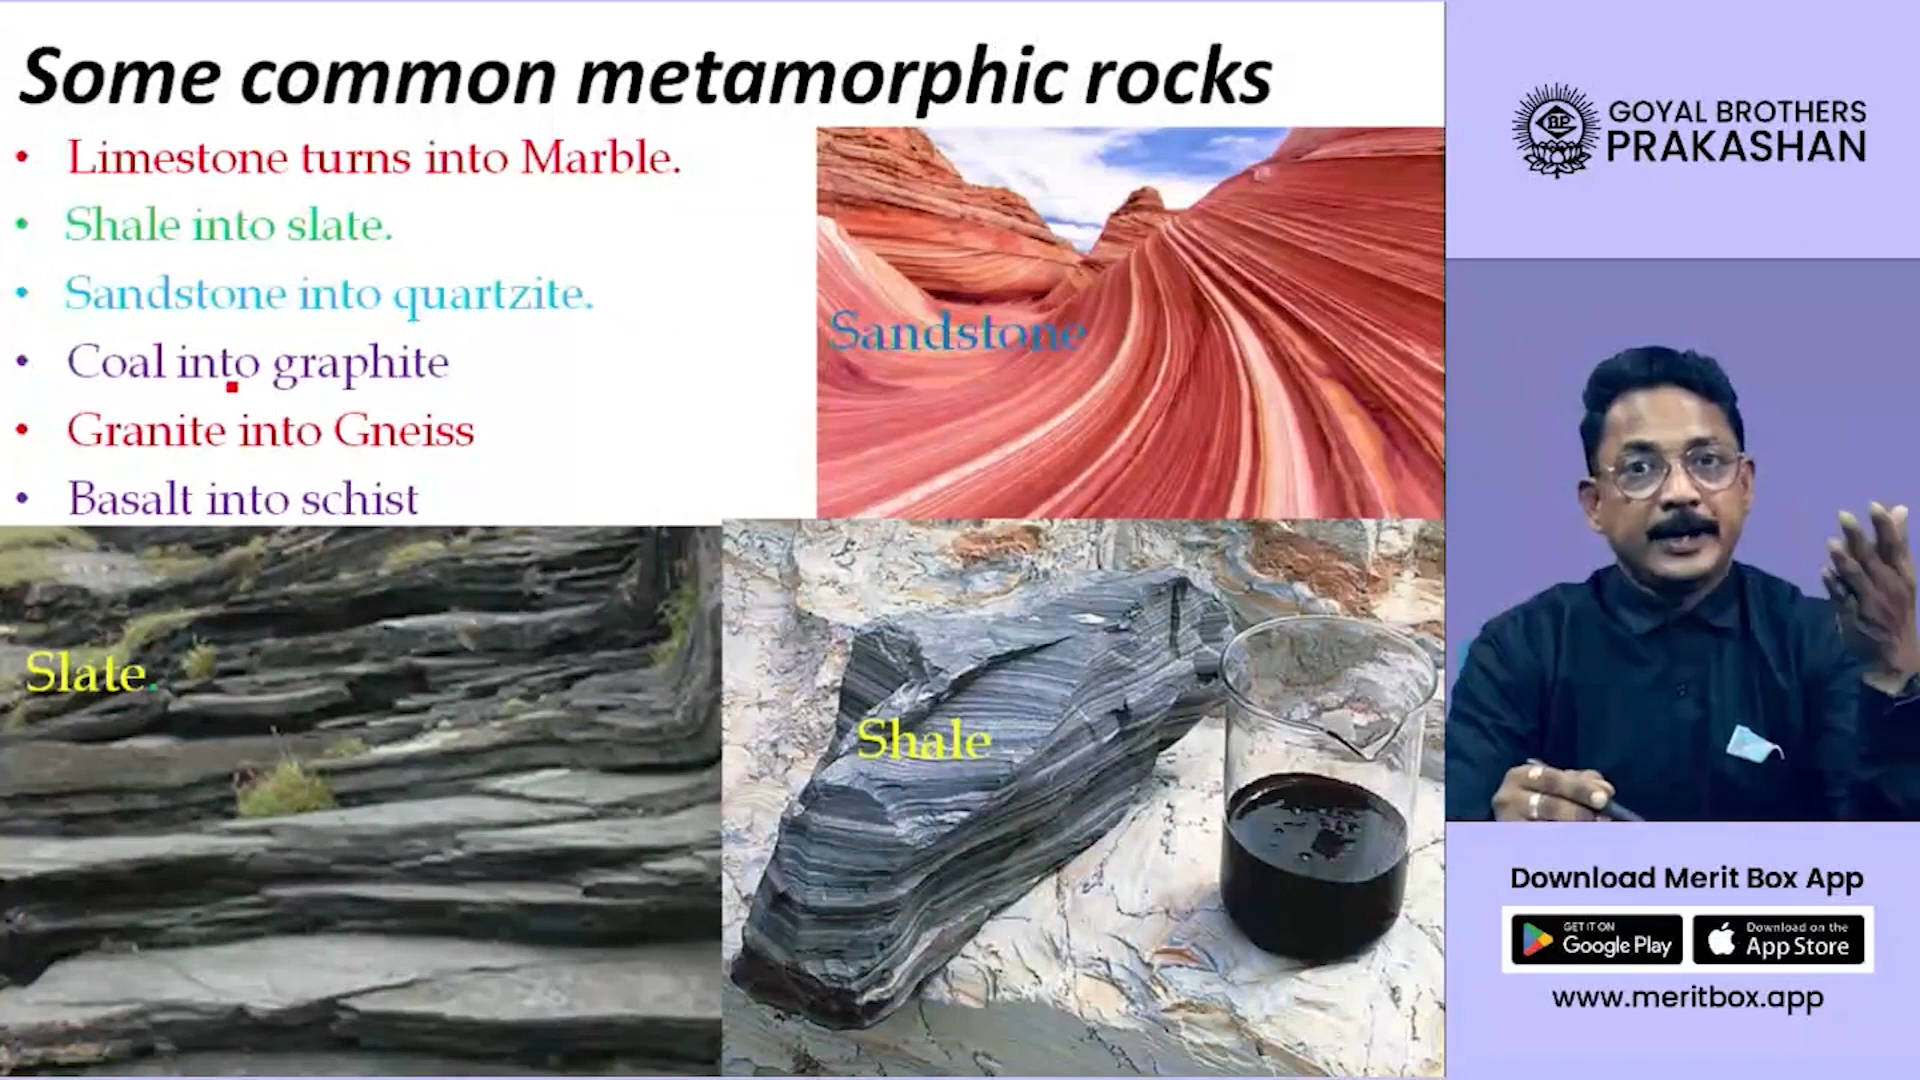 Some common metamorphic rocks
• Limestone turns into Marble.
• Shale into slate.
• Sandstone into quartzite.
• Coal into graphite
• Granite into Gneiss
• Basalt into schist
Sandstone
Slate.
Shale
GBP
GOYAL BROTHERS
PRAKASHAN
Download Merit Box App
GET IT ON
Google Play
Download on the
App Store
www.meritbox.app